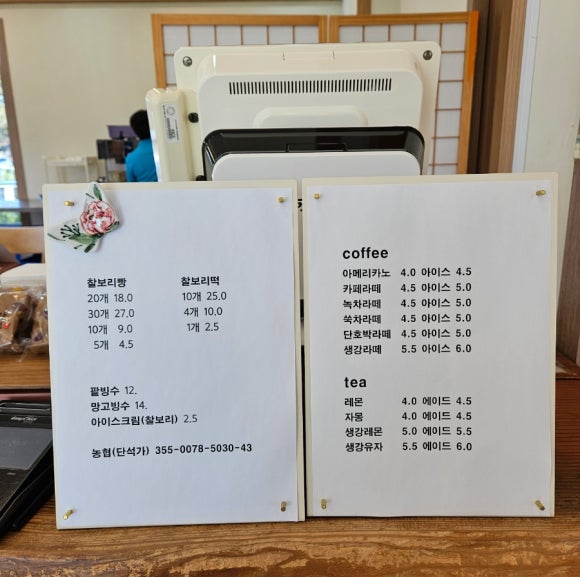 찰보리빵
20개 18.0
30개 27.0
10개 9.0
5개 4.5
찰보리떡
10개 25.0
4개 10.0
1개 2.5
팥빙수 12.
망고빙수 14.
아이스크림(찰보리) 2.5
농협(단석가) 355-0078-5030-43
coffee
아메리카노 4.0 아이스 4.5
카페라떼 4.5 아이스 5.0
녹차라떼 4.5 아이스 5.0
쑥차라떼 4.5 아이스 5.0
단호박라떼 4.5 아이스 5.0
생강라떼 5.5 아이스 6.0
tea
레몬 4.0 에이드 4.5
자몽 4.0 에이드 4.5
생강레몬 5.0 에이드 5.5
생강유자 5.5 에이드 6.0